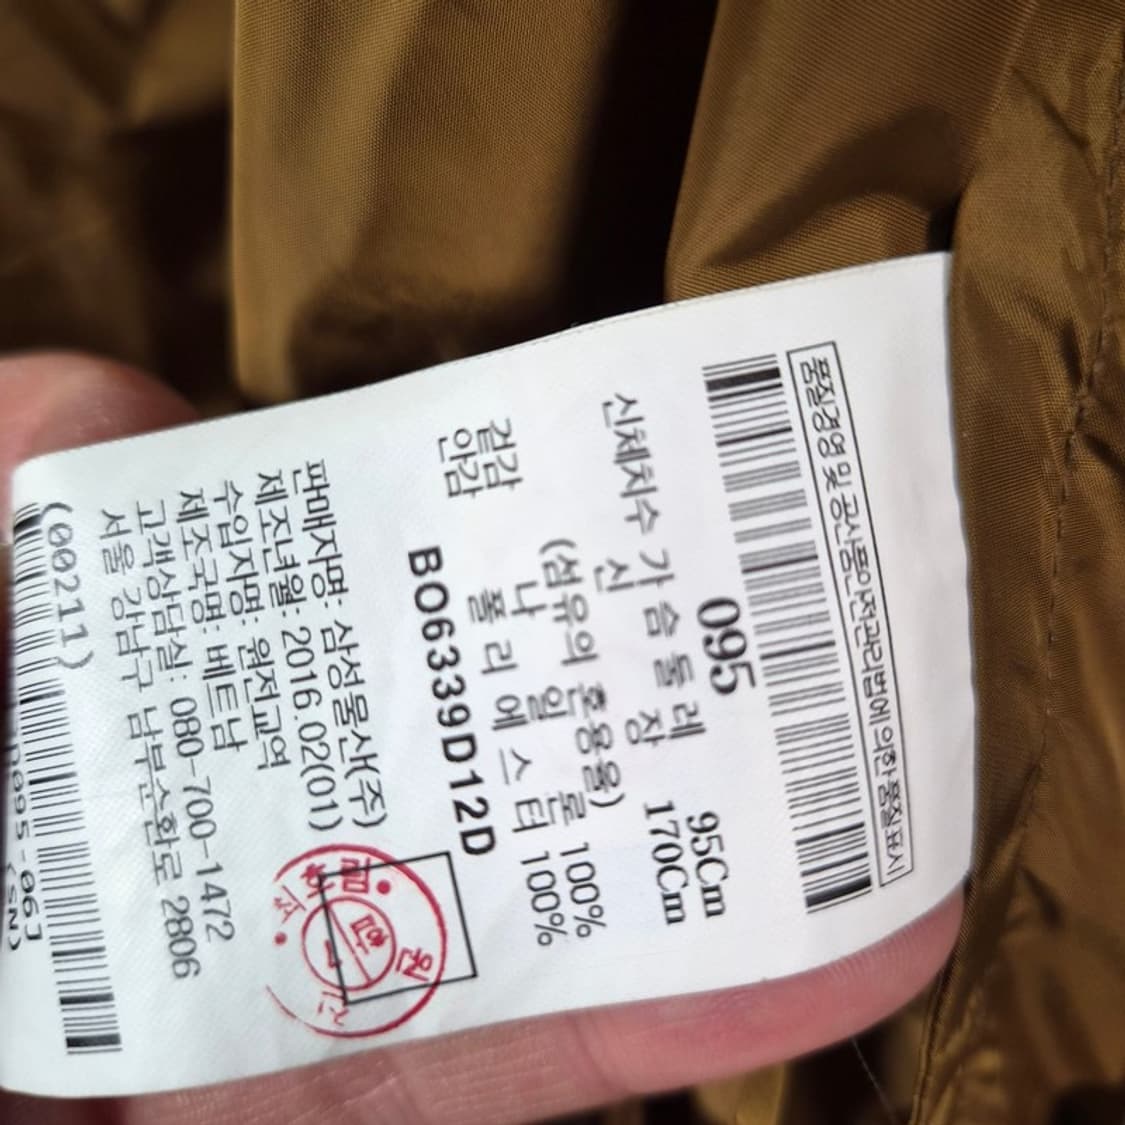 품질경영 및 공산품안전관리법에 의한 품질표시
095
신체치수 가슴둘레 95Cm
신장 170Cm
(섬유의 혼용율)
겉감 나일론 100%
안감 폴리에스터 100%
BO6339D12D
판매자명: 삼성물산(주)
제조년월: 2016.02(01)
수입자명: 원전교역
제조국명: 베트남
고객상담실: 080-700-1472
서울 강남구 남부순환로 2806
(00211)
095-06J
(SN)
합